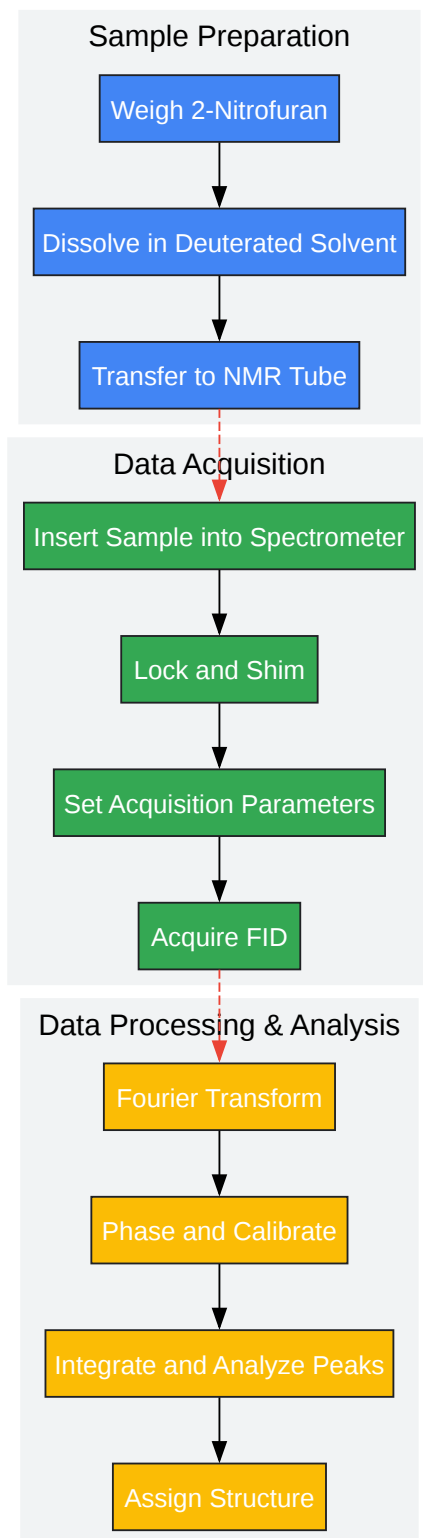 Sample Preparation
Weigh 2-Nitrofuran
Dissolve in Deuterated Solvent
Transfer to NMR Tube
Data Acquisition
Insert Sample into Spectrometer
Lock and Shim
Set Acquisition Parameters
Acquire FID
Data Processing & Analysis
Fourier Transform
Phase and Calibrate
Integrate and Analyze Peaks
Assign Structure